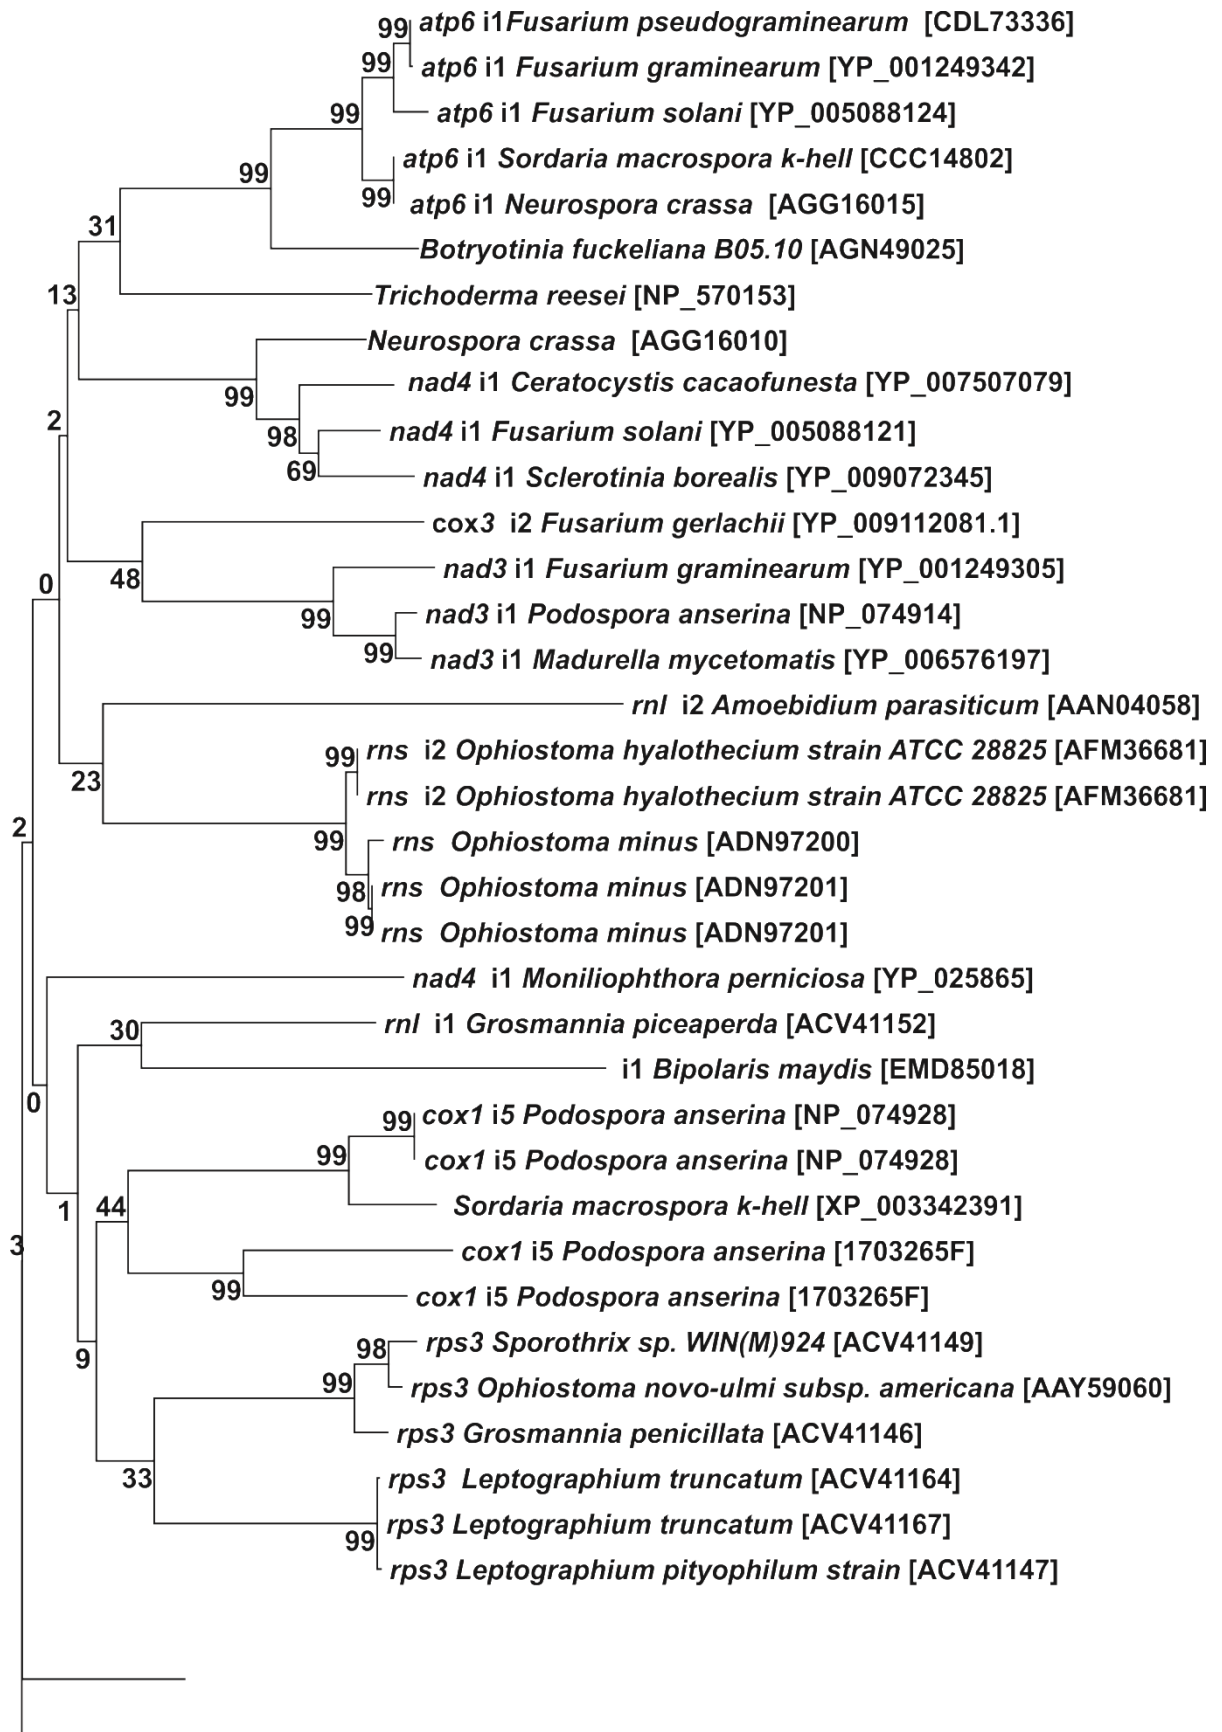 99 atp6 i1Fusarium pseudograminearum [CDL73336]
99 atp6 i1 Fusarium graminearum [YP_001249342]
99 atp6 i1 Fusarium solani [YP_005088124]
99 atp6 i1 Sordaria macrospora k-hell [CCC14802]
99 atp6 i1 Neurospora crassa [AGG16015]
31
Botryotinia fuckeliana B05.10 [AGN49025]
13 Trichoderma reesei [NP_570153]
Neurospora crassa [AGG16010]
99 nad4 i1 Ceratocystis cacaofunesta [YP_007507079]
2
98 nad4 i1 Fusarium solani [YP_005088121]
69 nad4 i1 Sclerotinia borealis [YP_009072345]
cox3 i2 Fusarium gerlachii [YP_009112081.1]
0 48 nad3 i1 Fusarium graminearum [YP_001249305]
99 nad3 i1 Podospora anserina [NP_074914]
99 nad3 i1 Madurella mycetomatis [YP_006576197]
rnl i2 Amoebidium parasiticum [AAN04058]
99 rns i2 Ophiostoma hyalothecium strain ATCC 28825 [AFM36681]
23
rns i2 Ophiostoma hyalothecium strain ATCC 28825 [AFM36681]
2 99 rns Ophiostoma minus [ADN97200]
98 rns Ophiostoma minus [ADN97201]
99 rns Ophiostoma minus [ADN97201]
nad4 i1 Moniliophthora perniciosa [YP_025865]
30 rnl i1 Grosmannia piceaperda [ACV41152]
i1 Bipolaris maydis [EMD85018]
0
99 cox1 i5 Podospora anserina [NP_074928]
99 cox1 i5 Podospora anserina [NP_074928]
1 44 Sordaria macrospora k-hell [XP_003342391]
3 cox1 i5 Podospora anserina [1703265F]
99 cox1 i5 Podospora anserina [1703265F]
9 98 rps3 Sporothrix sp. WIN(M)924 [ACV41149]
99 rps3 Ophiostoma novo-ulmi subsp. americana [AAY59060]
rps3 Grosmannia penicillata [ACV41146]
33 rps3 Leptographium truncatum [ACV41164]
99 rps3 Leptographium truncatum [ACV41167]
rps3 Leptographium pityophilum strain [ACV41147]